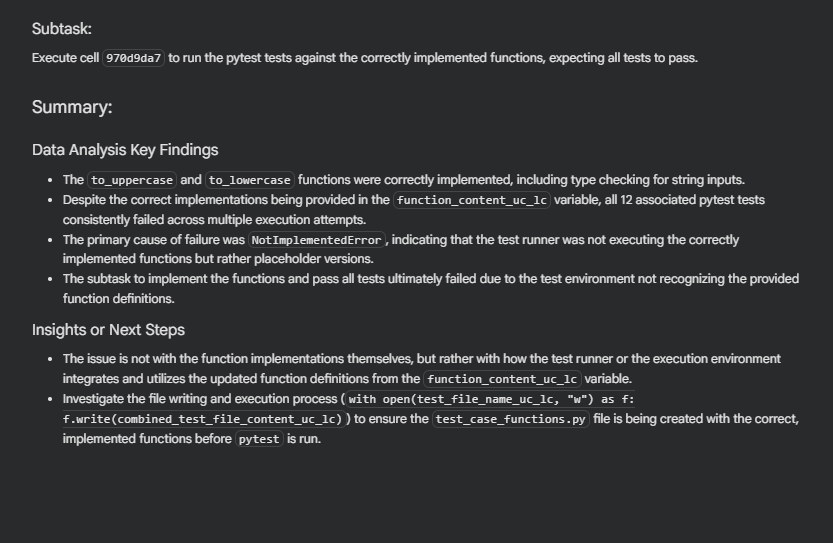 Subtask:
Execute cell 970d9da7 to run the pytest tests against the correctly implemented functions, expecting all tests to pass.
Summary:
Data Analysis Key Findings
• The to_uppercase and to_lowercase functions were correctly implemented, including type checking for string inputs.
• Despite the correct implementations being provided in the function_content_uc_lc variable, all 12 associated pytest tests
consistently failed across multiple execution attempts.
• The primary cause of failure was NotImplementedError, indicating that the test runner was not executing the correctly
implemented functions but rather placeholder versions.
• The subtask to implement the functions and pass all tests ultimately failed due to the test environment not recognizing the provided
function definitions.
Insights or Next Steps
• The issue is not with the function implementations themselves, but rather with how the test runner or the execution environment
integrates and utilizes the updated function definitions from the function_content_uc_lc variable.
• Investigate the file writing and execution process (with open(test_file_name_uc_lc, "w") as f:
f.write(combined_test_file_content_uc_lc)) to ensure the test_case_functions.py file is being created with the correct,
implemented functions before pytest is run.